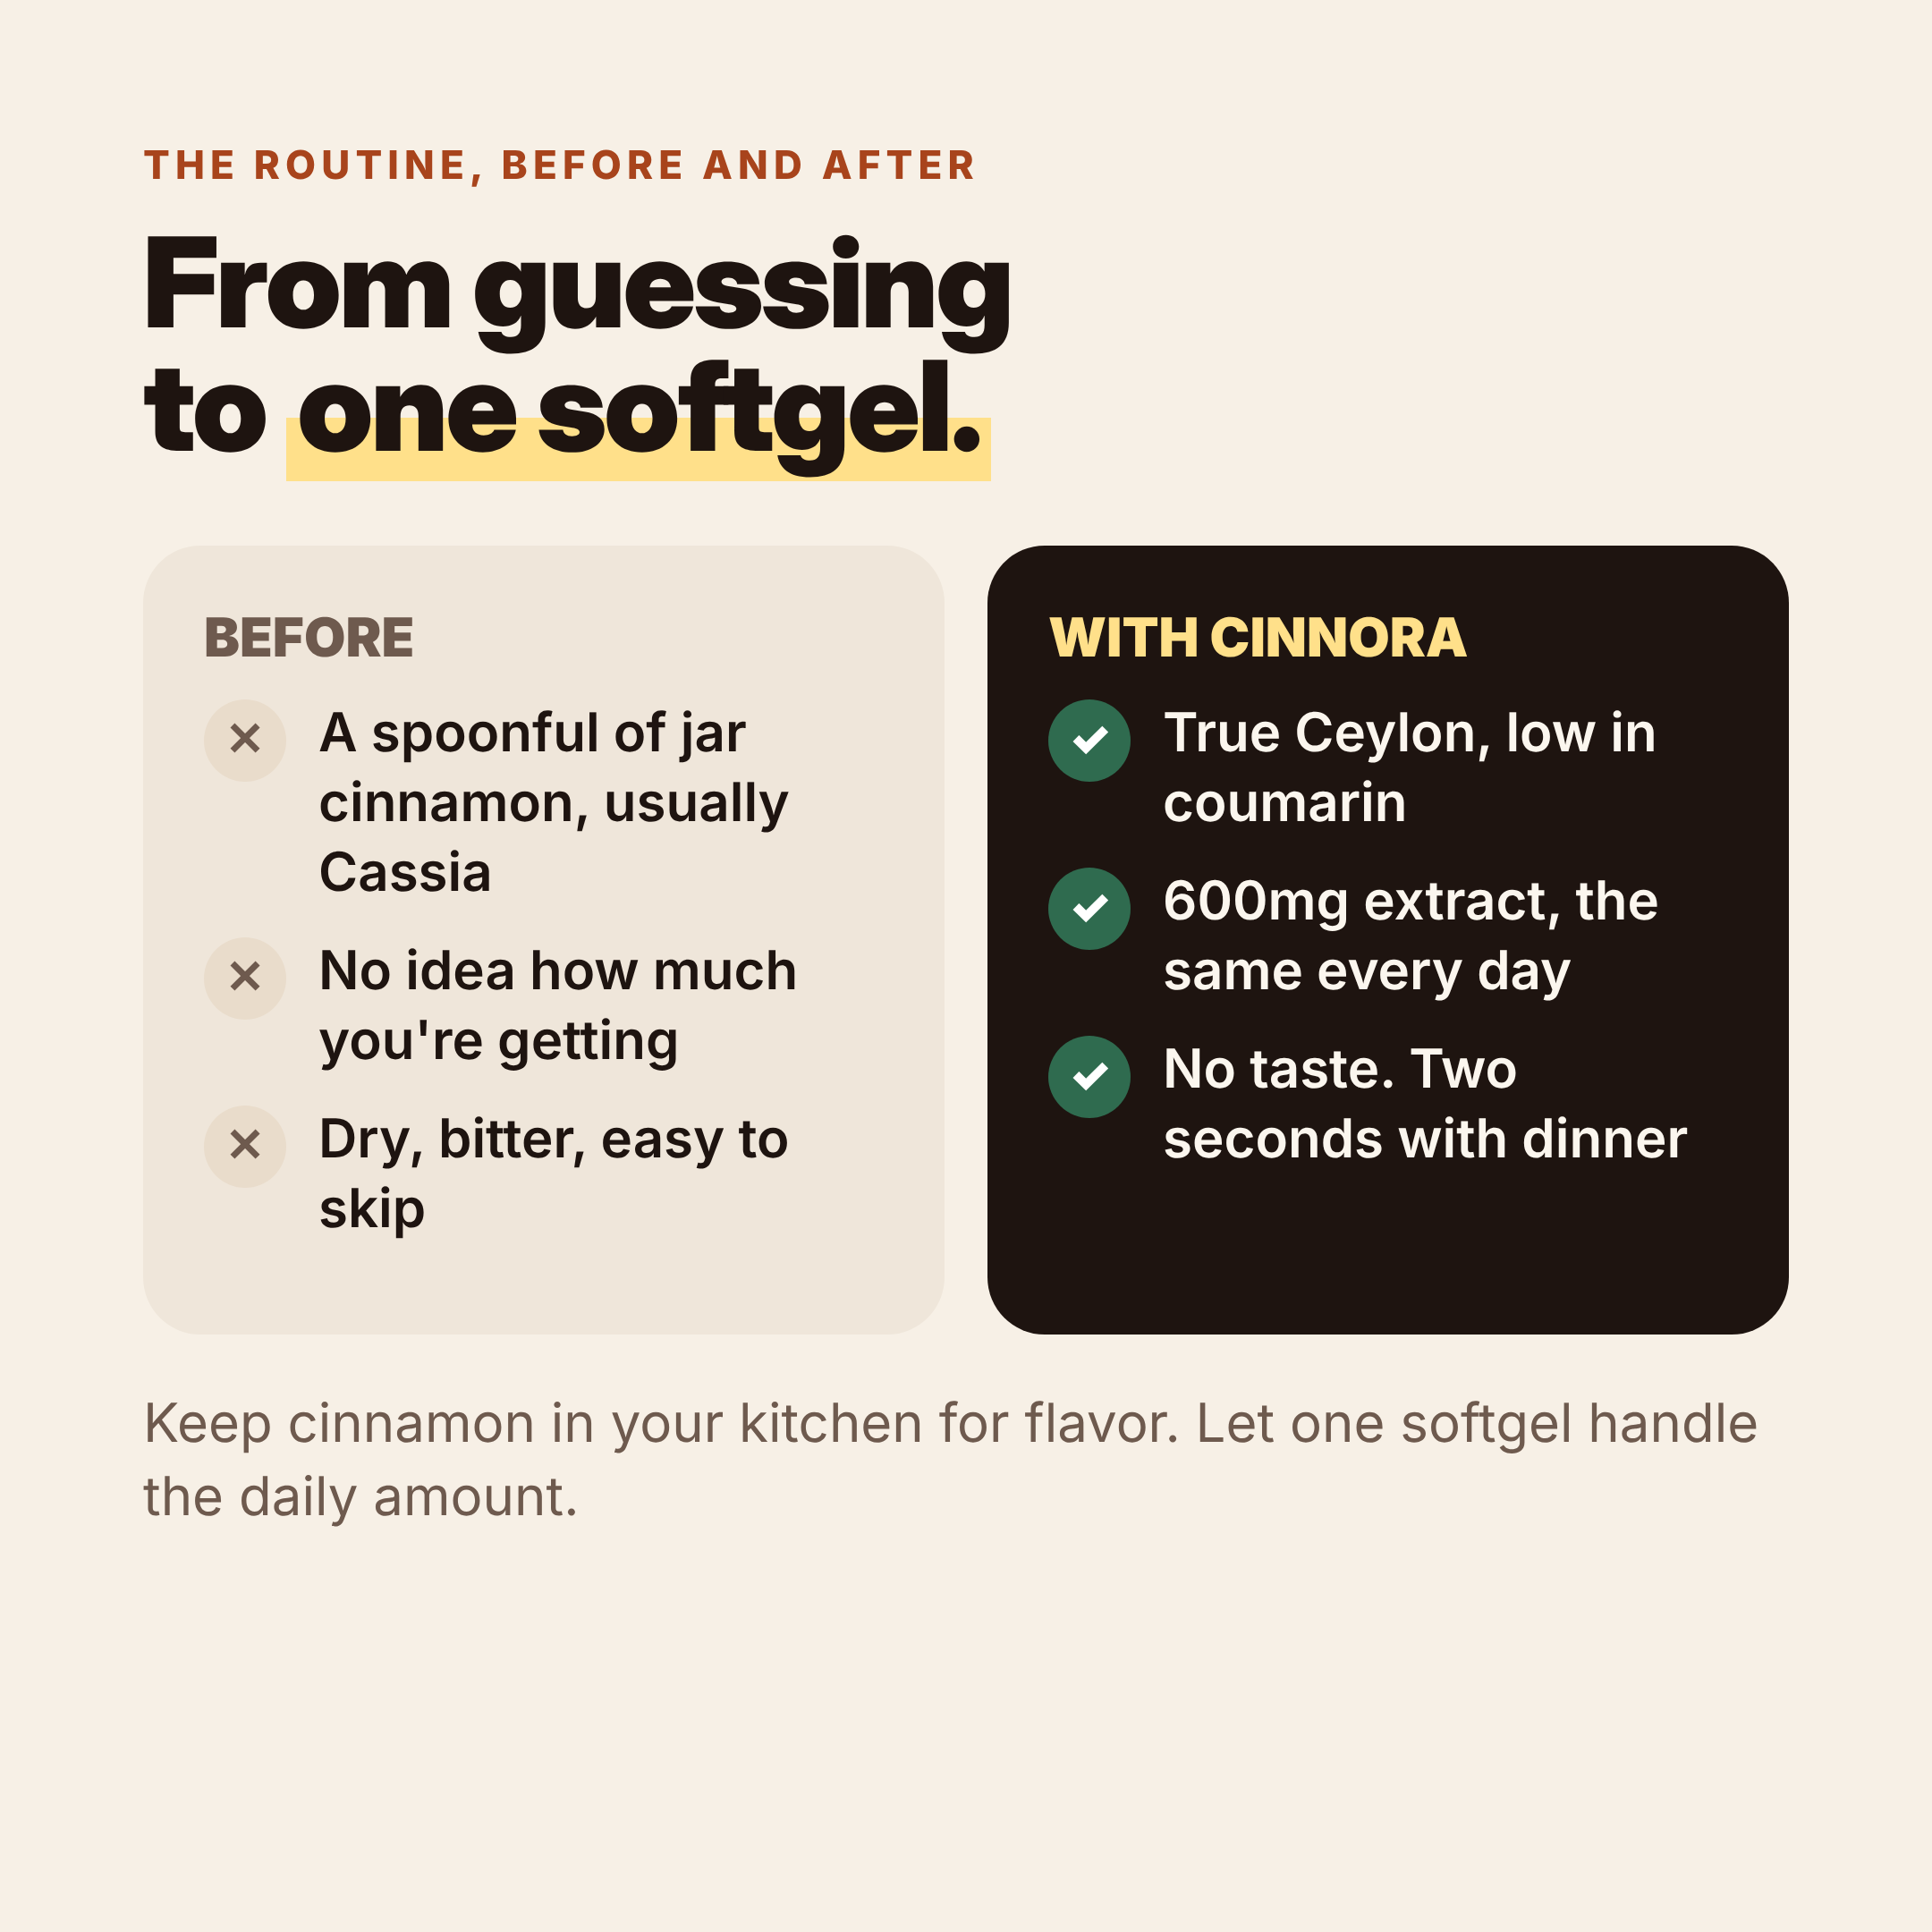 THE ROUTINE, BEFORE AND AFTER
From guessing
to one softgel.
BEFORE
A spoonful of jar
cinnamon, usually
Cassia
No idea how much
you're getting
Dry, bitter, easy to
skip
WITH CINNORA
True Ceylon, low in
coumarin
600mg extract, the
same every day
No taste. Two
seconds with dinner
Keep cinnamon in your kitchen for flavor. Let one softgel handle
the daily amount.